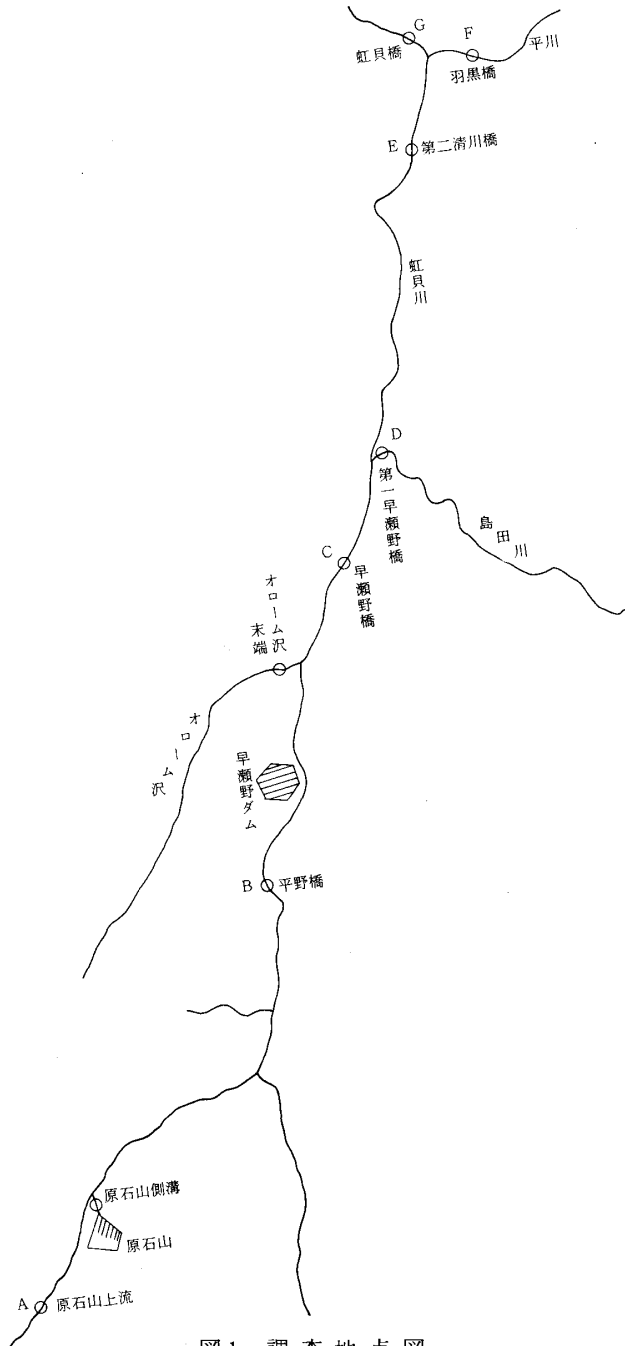 G
虹貝橋
F
羽黒橋
平川
E
第二清川橋
虹貝川
D
第一早瀬野橋
島田川
C
早瀬野橋
オローム沢
末端
オローム沢
早瀬野ダム
B
平野橋
原石山側溝
原石山
A
原石山上流
図1 調査地点図